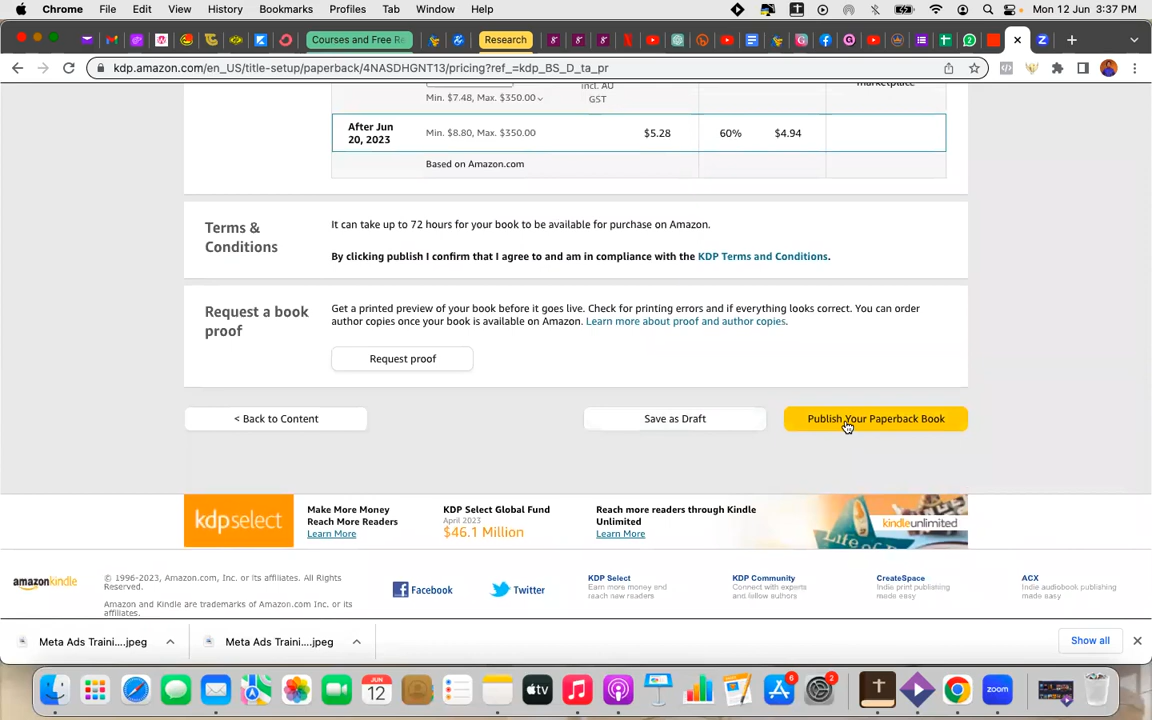 Chrome File Edit View History Bookmarks Profiles Tab Window Help Mon 12 Jun 3:37 PM
Courses and Free Re
Research
kdp.amazon.com/en_US/title-setup/paperback/4NASDHGNT13/pricing?ref_=kdp_BS_D_ta_pr
Min. $7.48, Max. $350.00
incl. AU
GST
marketplace
After Jun
20, 2023
Min. $8.80, Max. $350.00 $5.28 60% $4.94
Based on Amazon.com
Terms &
Conditions
It can take up to 72 hours for your book to be available for purchase on Amazon.
By clicking publish I confirm that I agree to and am in compliance with the KDP Terms and Conditions.
Request a book
proof
Get a printed preview of your book before it goes live. Check for printing errors and if everything looks correct. You can order
author copies once your book is available on Amazon. Learn more about proof and author copies.
Request proof
< Back to Content Save as Draft Publish Your Paperback Book
kdpselect
Make More Money
Reach More Readers
Learn More
KDP Select Global Fund
April 2023
$46.1 Million
Reach more readers through Kindle
Unlimited
Learn More
kindleunlimited
amazonkindle
© 1996-2023, Amazon.com, Inc. or its affiliates. All Rights
Reserved.
Amazon and Kindle are trademarks of Amazon.com Inc. or its
affiliates.
Facebook
Twitter
KDP Select
Earn more money and
reach new readers
KDP Community
Connect with experts
and fellow authors
CreateSpace
Indie print publishing
made easy
ACX
Indie audiobook publishing
made easy
Meta Ads Traini....jpeg
Meta Ads Traini....jpeg
Show all
JUN
12
tv
6
2
zoom